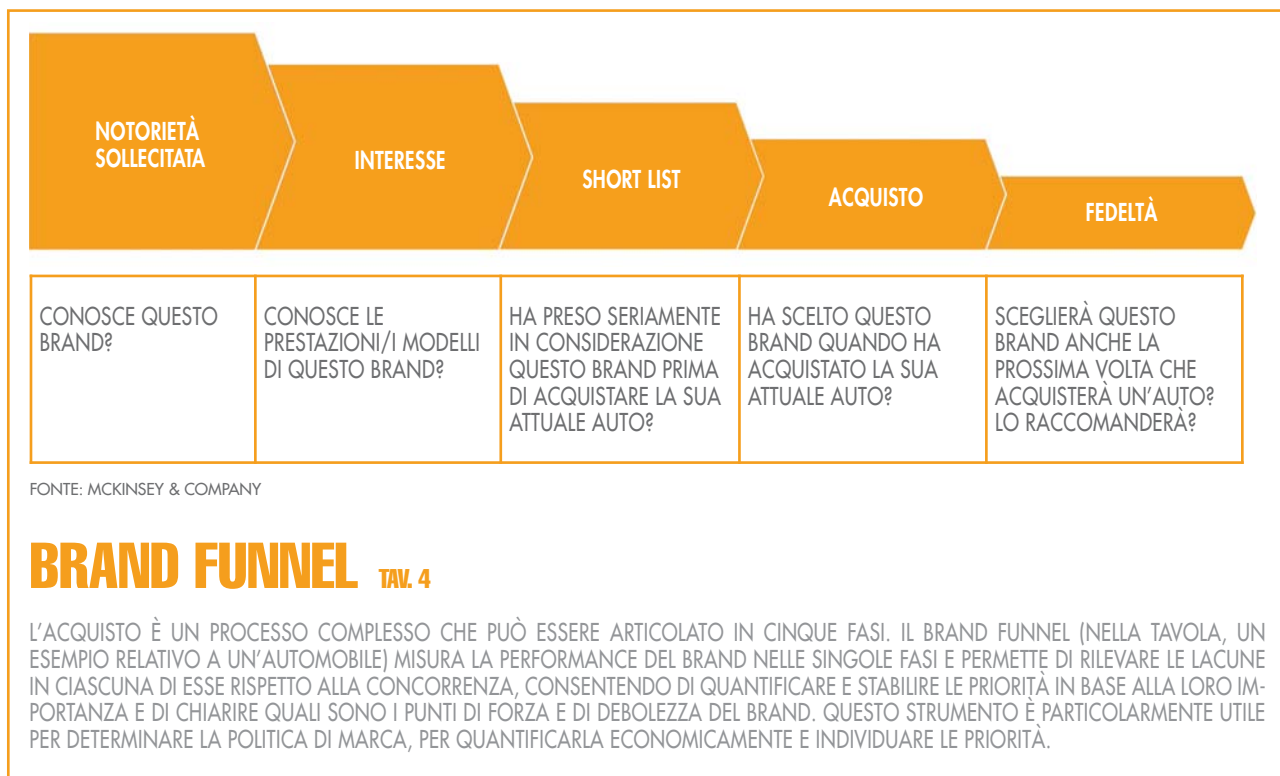 NOTORIETÀ
SOLLECITATA
INTERESSE
SHORT LIST
ACQUISTO
FEDELTÀ
CONOSCE QUESTO
BRAND?
CONOSCE LE
PRESTAZIONI/I MODELLI
DI QUESTO BRAND?
HA PRESO SERIAMENTE
IN CONSIDERAZIONE
QUESTO BRAND PRIMA
DI ACQUISTARE LA SUA
ATTUALE AUTO?
HA SCELTO QUESTO
BRAND QUANDO HA
ACQUISTATO LA SUA
ATTUALE AUTO?
SCEGLIERÀ QUESTO
BRAND ANCHE LA
PROSSIMA VOLTA CHE
ACQUISTERÀ UN'AUTO?
LO RACCOMANDERÀ?
FONTE: MCKINSEY & COMPANY
BRAND FUNNEL TAV. 4
L'ACQUISTO È UN PROCESSO COMPLESSO CHE PUÒ ESSERE ARTICOLATO IN CINQUE FASI. IL BRAND FUNNEL (NELLA TAVOLA, UN
ESEMPIO RELATIVO A UN'AUTOMOBILE) MISURA LA PERFORMANCE DEL BRAND NELLE SINGOLE FASI E PERMETTE DI RILEVARE LE LACUNE
IN CIASCUNA DI ESSE RISPETTO ALLA CONCORRENZA, CONSENTENDO DI QUANTIFICARE E STABILIRE LE PRIORITÀ IN BASE ALLA LORO IM-
PORTANZA E DI CHIARIRE QUALI SONO I PUNTI DI FORZA E DI DEBOLEZZA DEL BRAND. QUESTO STRUMENTO È PARTICOLARMENTE UTILE
PER DETERMINARE LA POLITICA DI MARCA, PER QUANTIFICARLA ECONOMICAMENTE E INDIVIDUARE LE PRIORITÀ.